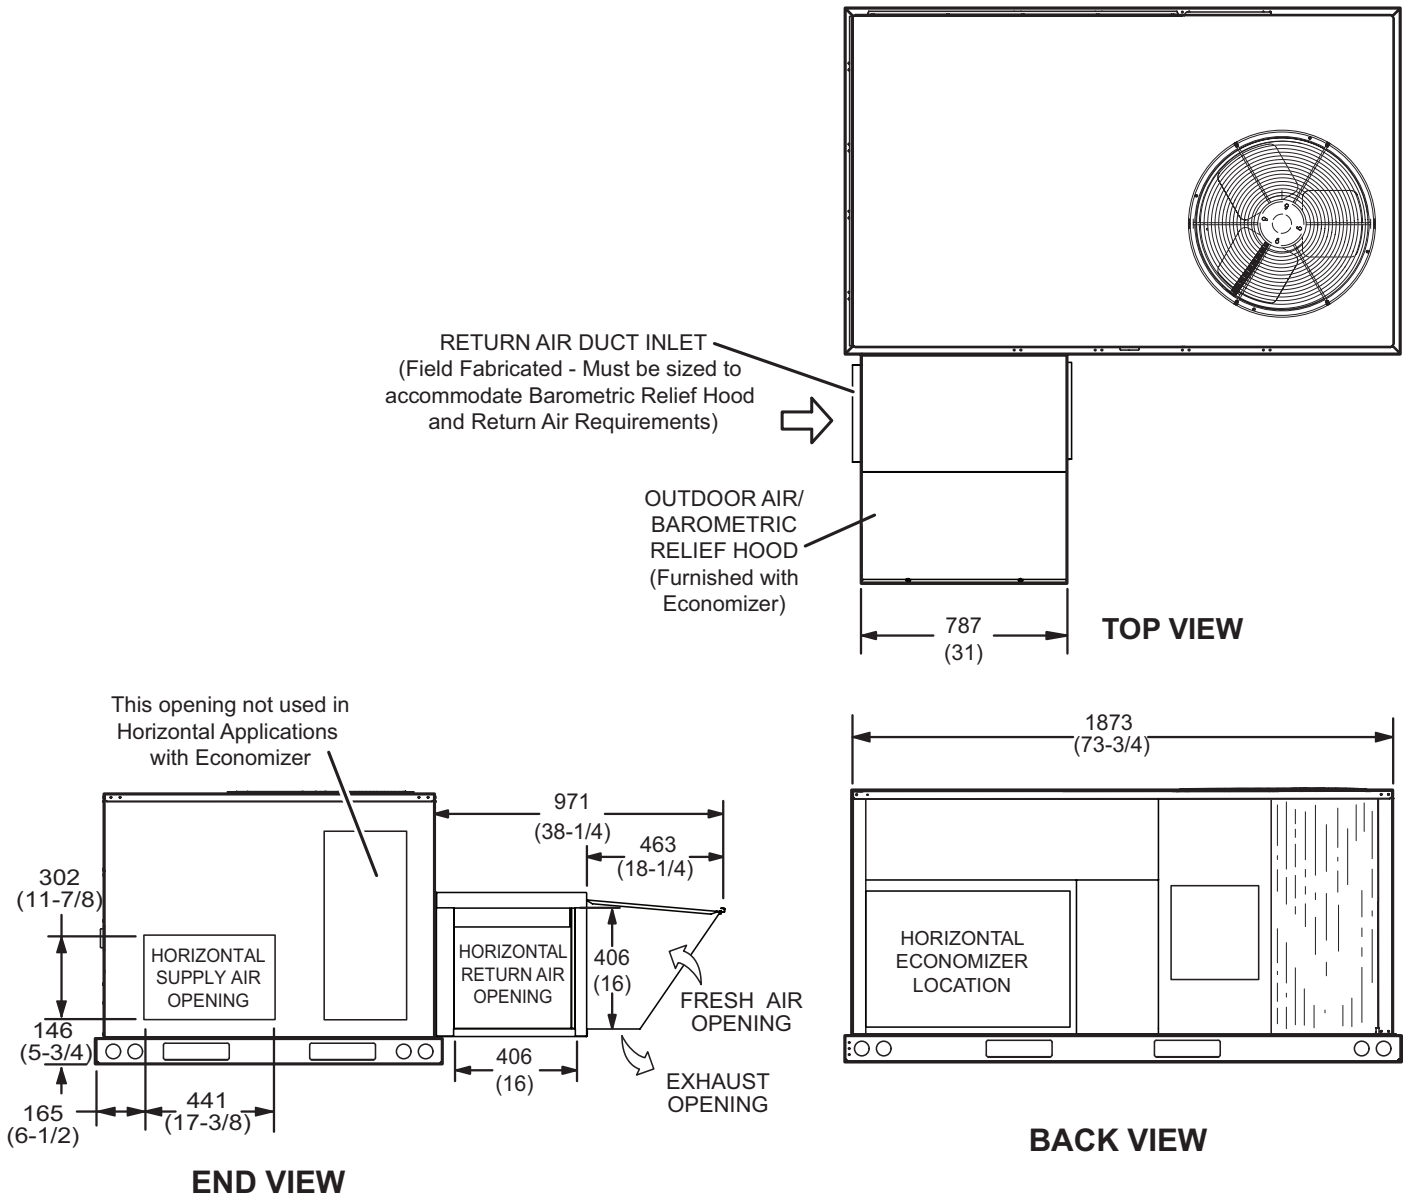 RETURN AIR DUCT INLET
(Field Fabricated - Must be sized to
accommodate Barometric Relief Hood
and Return Air Requirements)
OUTDOOR AIR/
BAROMETRIC
RELIEF HOOD
(Furnished with
Economizer)
787
(31)
TOP VIEW
This opening not used in
Horizontal Applications
with Economizer
971
(38-1/4)
463
(18-1/4)
302
(11-7/8)
HORIZONTAL
SUPPLY AIR
OPENING
HORIZONTAL
RETURN AIR
OPENING
406
(16)
FRESH AIR
OPENING
146
(5-3/4)
406
(16)
EXHAUST
OPENING
165
(6-1/2)
441
(17-3/8)
END VIEW
1873
(73-3/4)
HORIZONTAL
ECONOMIZER
LOCATION
BACK VIEW